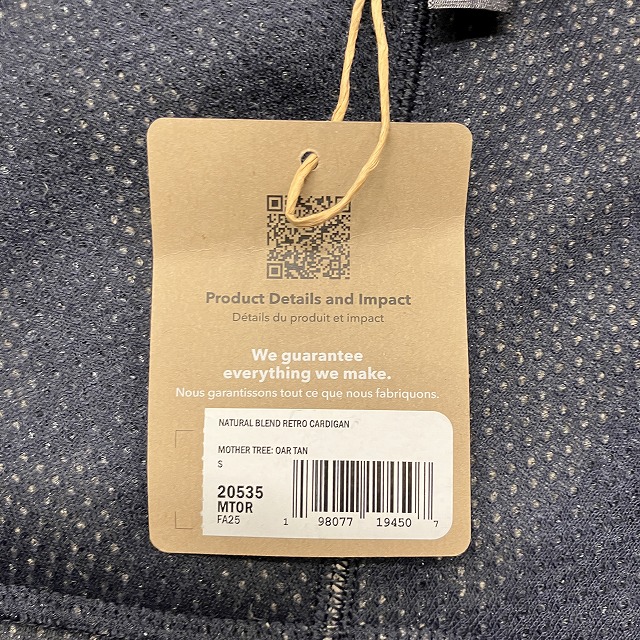 Product Details and Impact
Détails du produit et impact
We guarantee
everything we make.
Nous garantissons tout ce que nous fabriquons.
NATURAL BLEND RETRO CARDIGAN
MOTHER TREE: OAR TAN
S
20535
MTOR
FA25
1 98077 19450 7